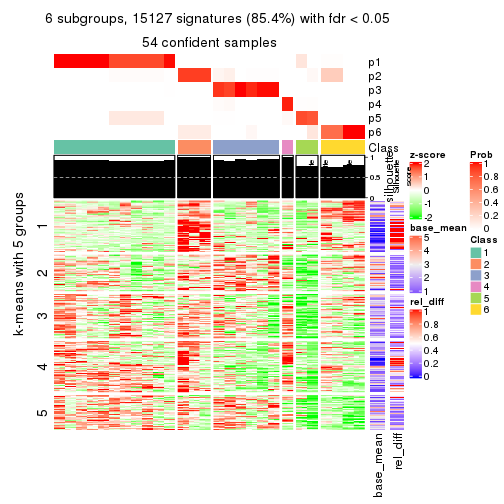 6 subgroups, 15127 signatures (85.4%) with fdr < 0.05
54 confident samples
p1
p2
p3
p4
p5
p6
Class
1
0.5
0
silhouette
Silhouette
score
k-means with 5 groups
1
2
3
4
5
base_mean
rel_diff
z-score
2
1
0
-1
-2
base_mean
5
4
3
2
1
rel_diff
1
0.8
0.6
0.4
0.2
0
Prob
1
0.8
0.6
0.4
0.2
0
Class
1
2
3
4
5
6